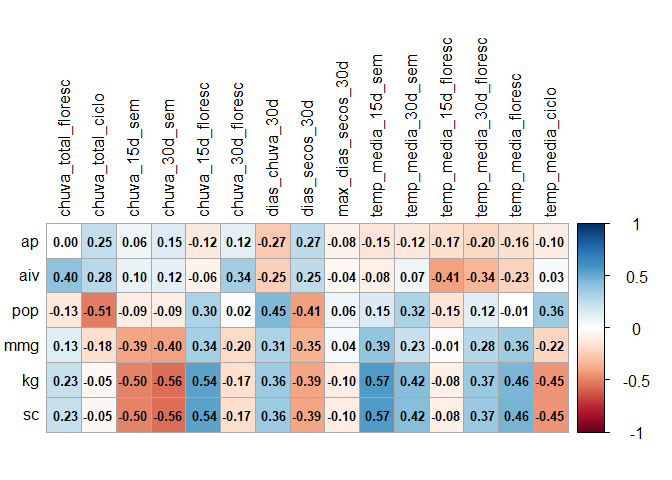 chuva_total_floresc
chuva_total_ciclo
chuva_15d_sem
chuva_30d_sem
chuva_15d_floresc
chuva_30d_floresc
dias_chuva_30d
dias_secos_30d
max_dias_secos_30d
temp_media_15d_sem
temp_media_30d_sem
temp_media_15d_floresc
temp_media_30d_floresc
temp_media_floresc
temp_media_ciclo
ap 0.00 0.25 0.06 0.15 -0.12 0.12 -0.27 0.27 -0.08 -0.15 -0.12 -0.17 -0.20 -0.16 -0.10
aiv 0.40 0.28 0.10 0.12 -0.06 0.34 -0.25 0.25 -0.04 -0.08 0.07 -0.41 -0.34 -0.23 0.03
pop -0.13 -0.51 -0.09 -0.09 0.30 0.02 0.45 -0.41 0.06 0.15 0.32 -0.15 0.12 -0.01 0.36
mmg 0.13 -0.18 -0.39 -0.40 0.34 -0.20 0.31 -0.35 0.04 0.39 0.23 -0.01 0.28 0.36 -0.22
kg 0.23 -0.05 -0.50 -0.56 0.54 -0.17 0.36 -0.39 -0.10 0.57 0.42 -0.08 0.37 0.46 -0.45
sc 0.23 -0.05 -0.50 -0.56 0.54 -0.17 0.36 -0.39 -0.10 0.57 0.42 -0.08 0.37 0.46 -0.45
1
0.5
0
-0.5
-1